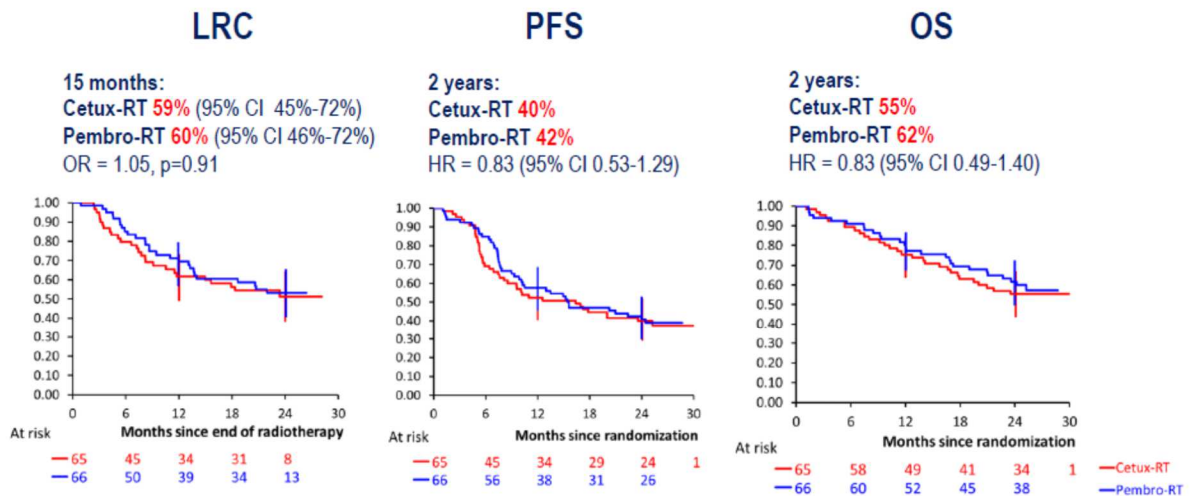 LRC
15 months:
Cetux-RT 59% (95% CI 45%-72%)
Pembro-RT 60% (95% CI 46%-72%)
OR = 1.05, p=0.91
1.00
0.90
0.80
0.70
0.60
0.50
0.40
0.30
0.20
0.10
0.00
0 6 12 18 24 30
At risk
Months since end of radiotherapy
65 45 34 31 8
66 50 39 34 13
PFS
2 years:
Cetux-RT 40%
Pembro-RT 42%
HR = 0.83 (95% CI 0.53-1.29)
1.00
0.90
0.80
0.70
0.60
0.50
0.40
0.30
0.20
0.10
0.00
0 6 12 18 24 30
At risk
Months since randomization
65 45 34 29 24 1
66 56 38 31 26
OS
2 years:
Cetux-RT 55%
Pembro-RT 62%
HR = 0.83 (95% CI 0.49-1.40)
1.00
0.90
0.80
0.70
0.60
0.50
0.40
0.30
0.20
0.10
0.00
0 6 12 18 24 30
At risk
Months since randomization
65 58 49 41 34 1 Cetux-RT
66 60 52 45 38 Pembro-RT